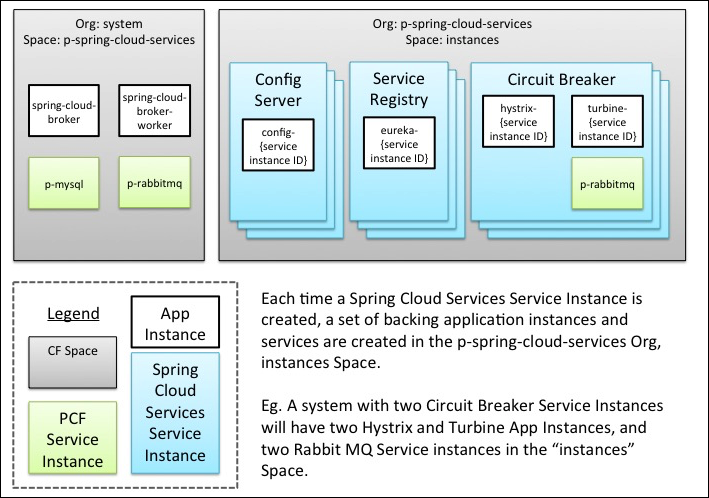 Org: system
Space: p-spring-cloud-services
spring-cloud-
broker
spring-cloud-
broker-
worker
p-mysql
p-rabbitmq
Org: p-spring-cloud-services
Space: instances
Config
Server
config-
{service
instance ID}
Service
Registry
eureka-
{service
instance ID}
Circuit Breaker
hystrix-
{service
instance ID}
turbine-
{service
instance ID}
p-rabbitmq
Legend
CF Space
PCF
Service
Instance
App
Instance
Spring
Cloud
Services
Service
Instance
Each time a Spring Cloud Services Service Instance is
created, a set of backing application instances and
services are created in the p-spring-cloud-services Org,
instances Space.
Eg. A system with two Circuit Breaker Service Instances
will have two Hystrix and Turbine App Instances, and
two Rabbit MQ Service instances in the “instances”
Space.